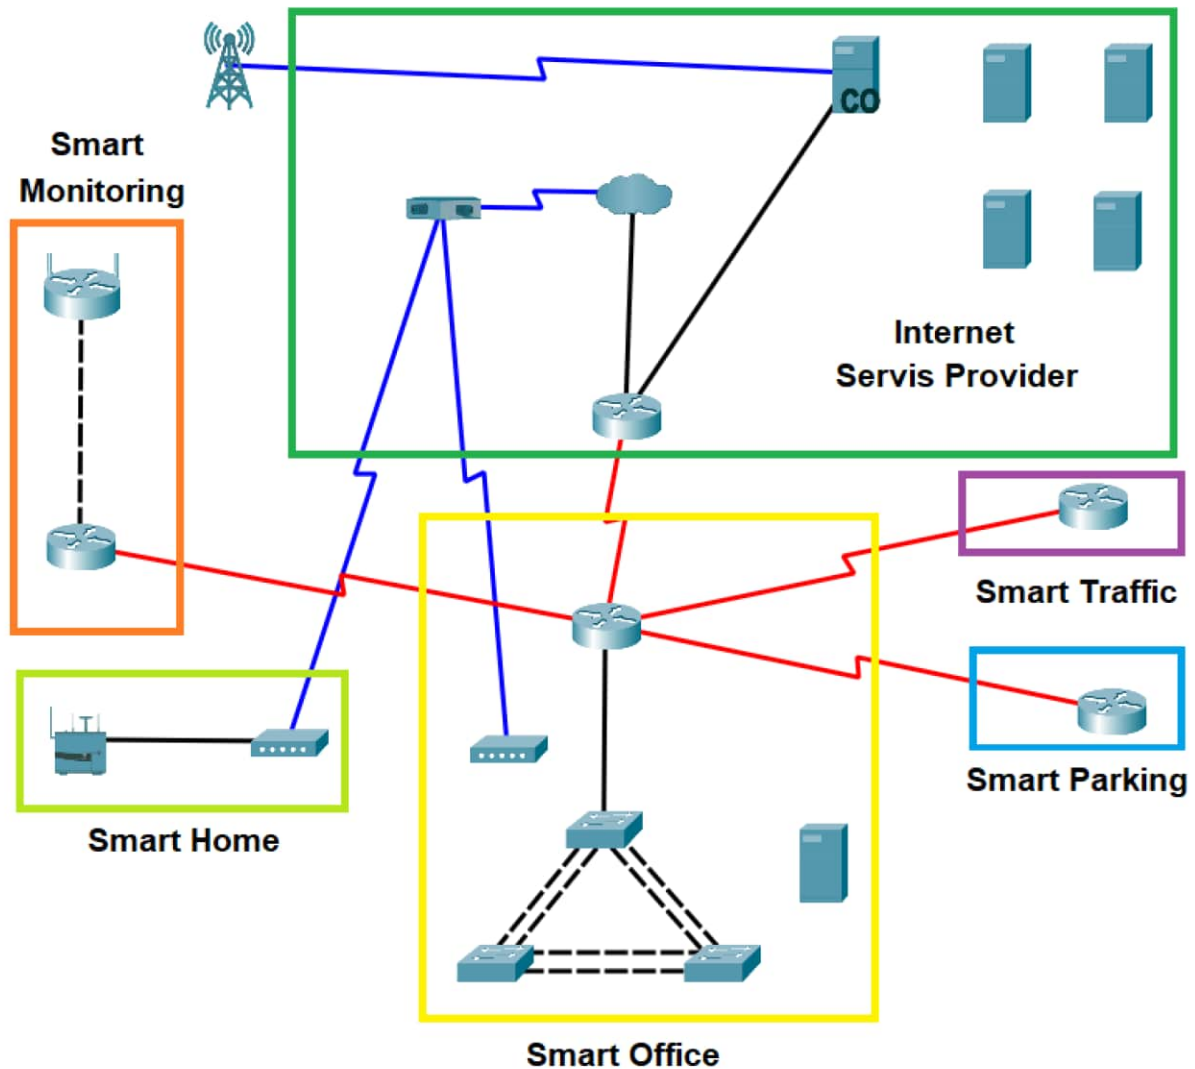 CO
Smart
Monitoring
Internet
Servis Provider
Smart Traffic
Smart Parking
Smart Home
Smart Office